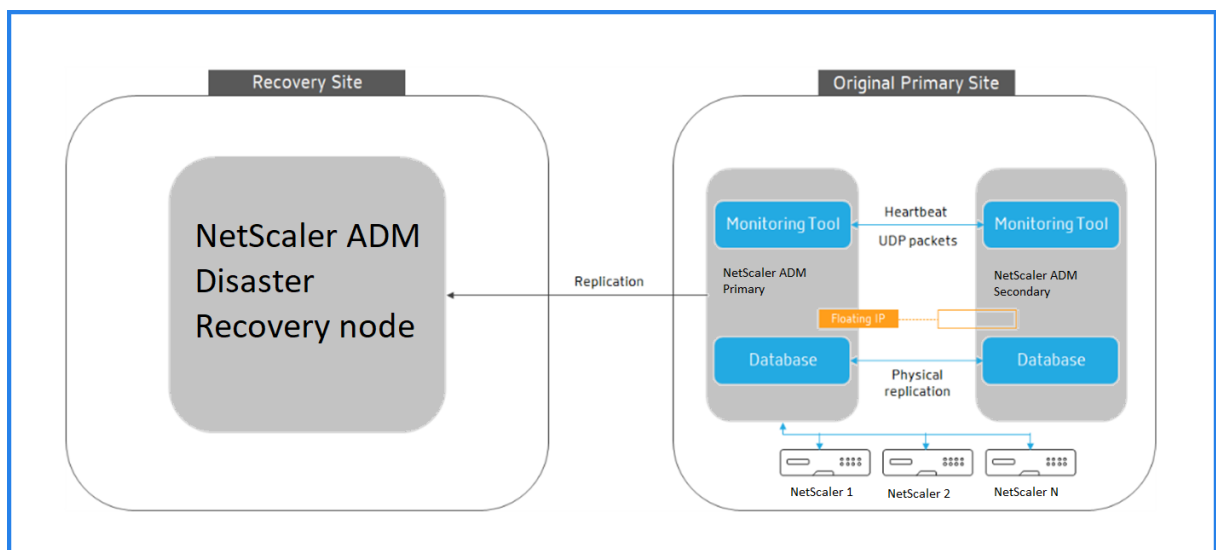 Recovery Site
NetScaler ADM
Disaster
Recovery node
Replication
Original Primary Site
Monitoring Tool
NetScaler ADM
Primary
Floating IP
Database
Heartbeat
UDP packets
Physical
replication
Monitoring Tool
NetScaler ADM
Secondary
Database
NetScaler 1
NetScaler 2
NetScaler N